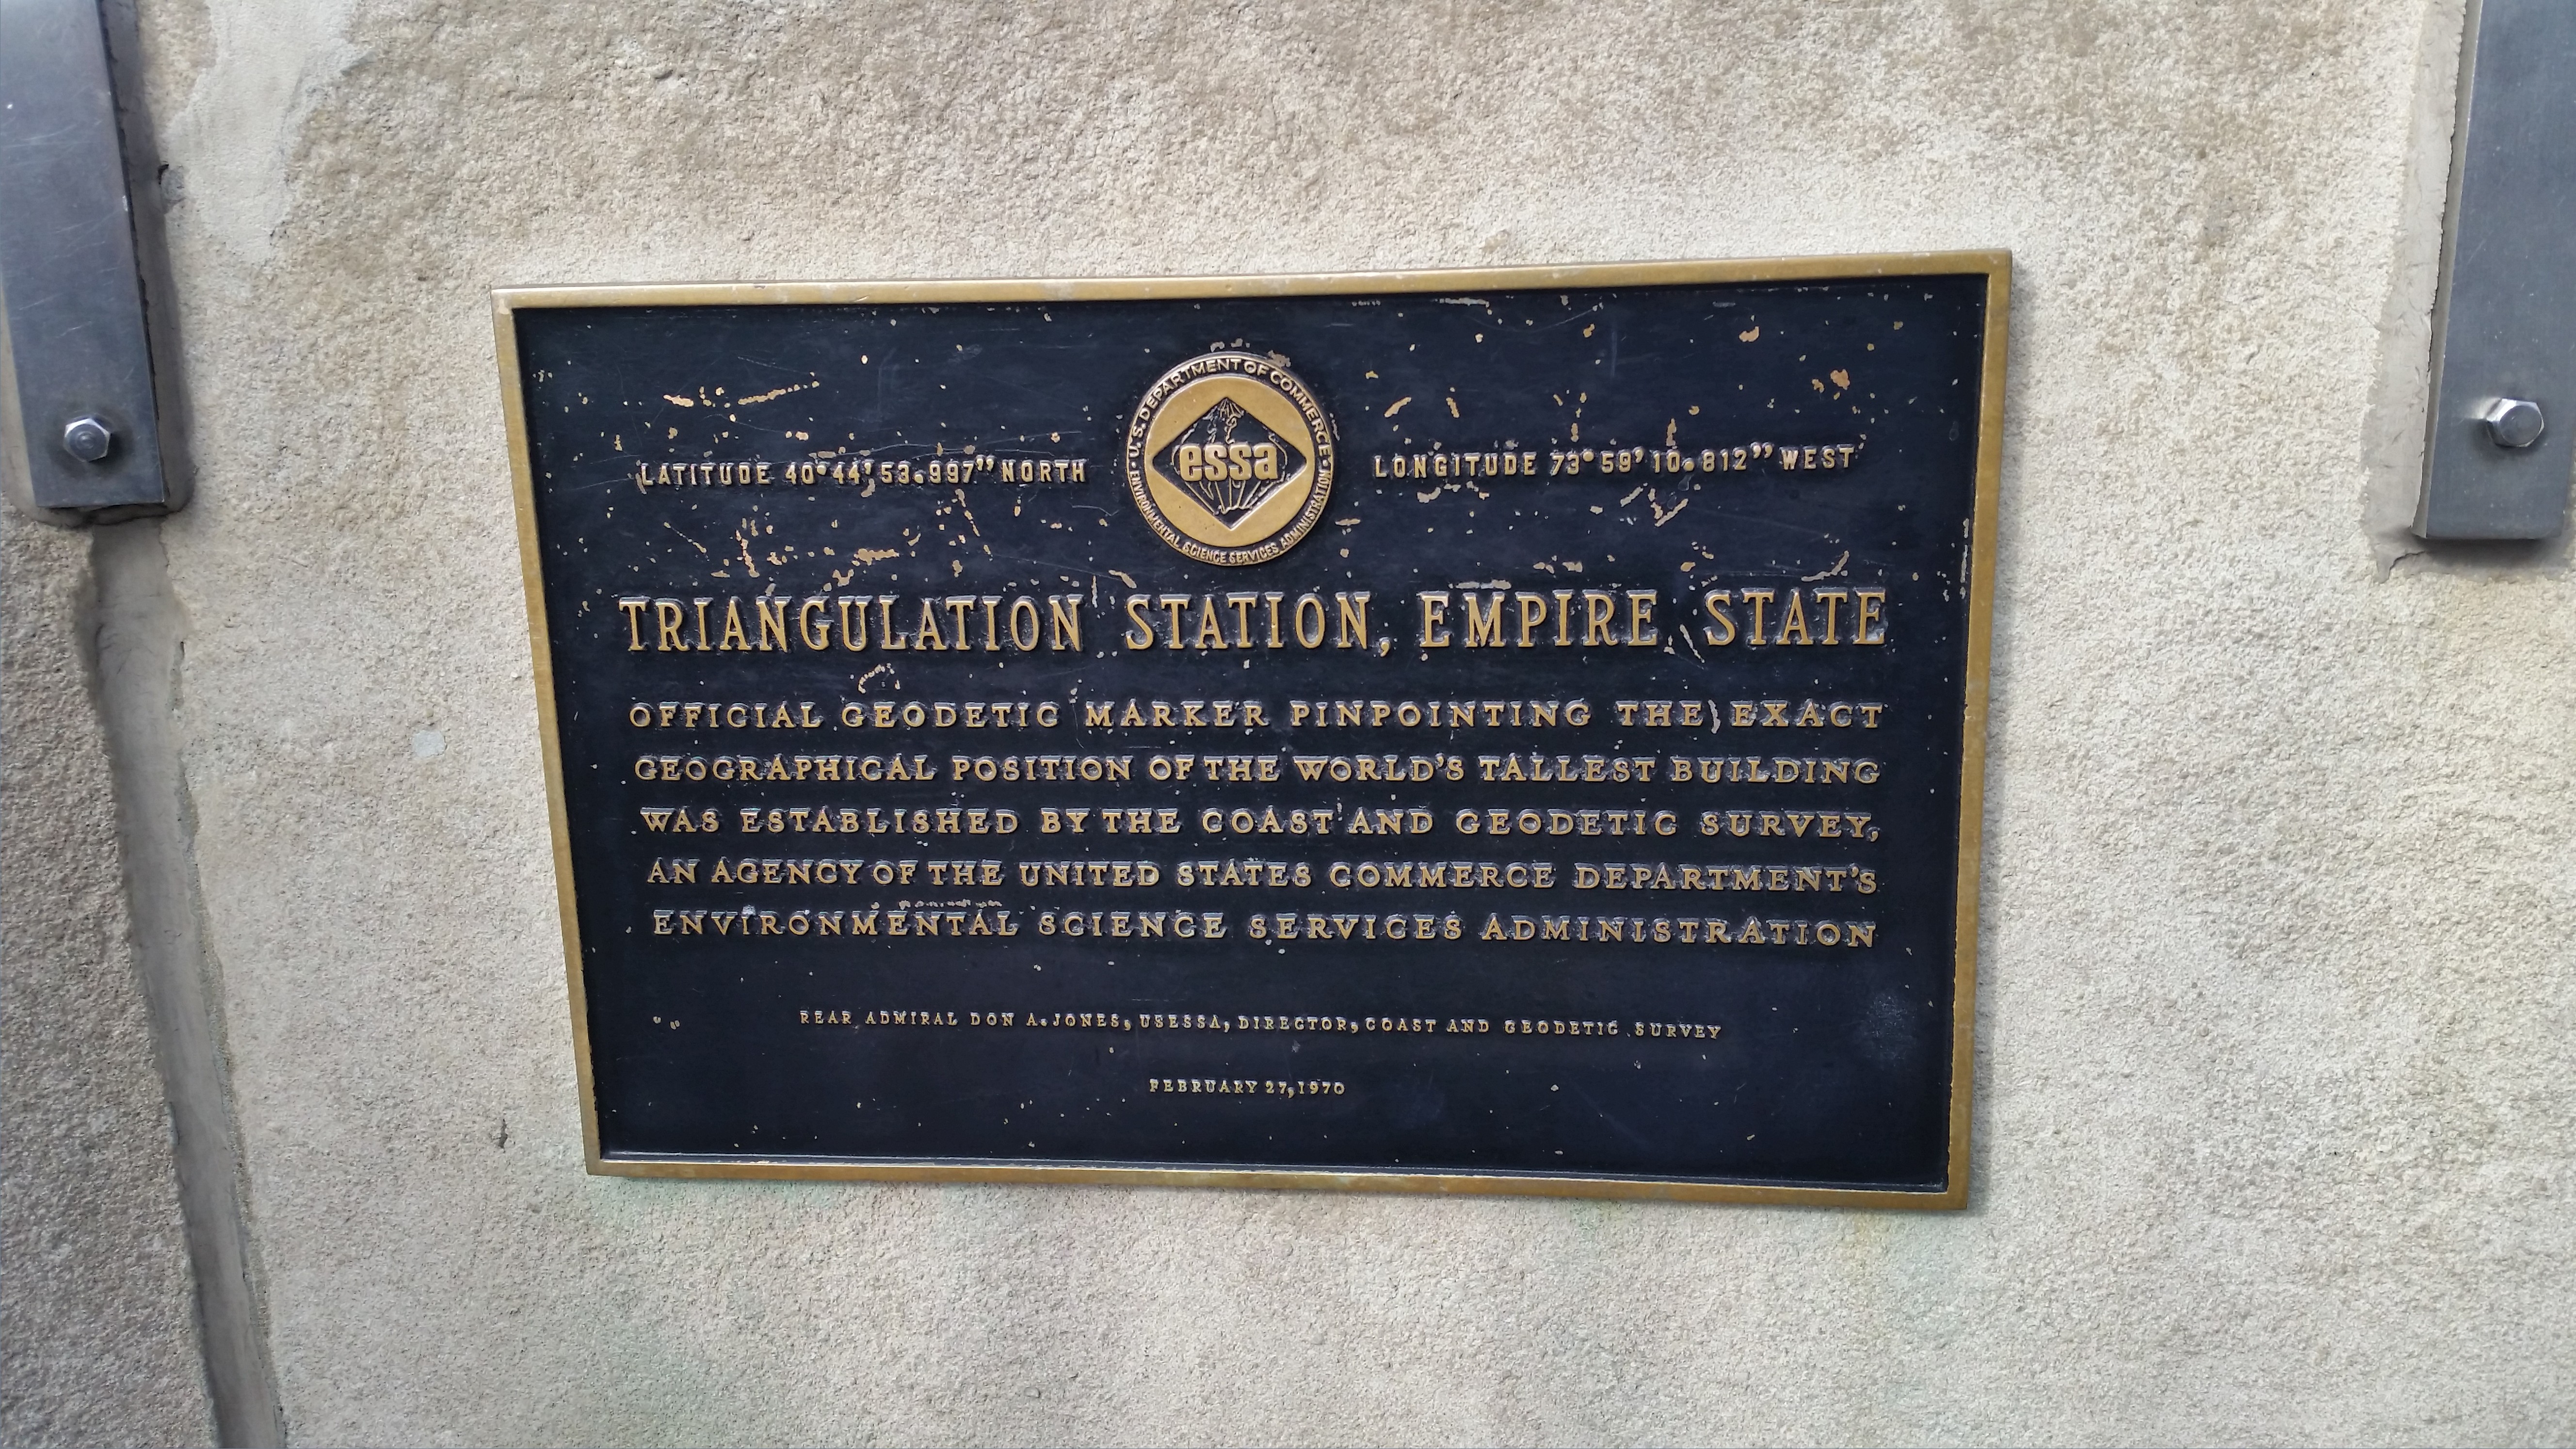 U.S. DEPARTMENT OF COMMERCE
essa
ENVIRONMENTAL SCIENCE SERVICES ADMINISTRATION
LATITUDE 40°44'53.997" NORTH
LONGITUDE 73°59'10.812" WEST
TRIANGULATION STATION, EMPIRE STATE
OFFICIAL GEODETIC MARKER PINPOINTING THE EXACT
GEOGRAPHICAL POSITION OF THE WORLD'S TALLEST BUILDING
WAS ESTABLISHED BY THE COAST AND GEODETIC SURVEY,
AN AGENCY OF THE UNITED STATES COMMERCE DEPARTMENT'S
ENVIRONMENTAL SCIENCE SERVICES ADMINISTRATION
REAR ADMIRAL DON A. JONES, USESSA, DIRECTOR, COAST AND GEODETIC SURVEY
FEBRUARY 27, 1970